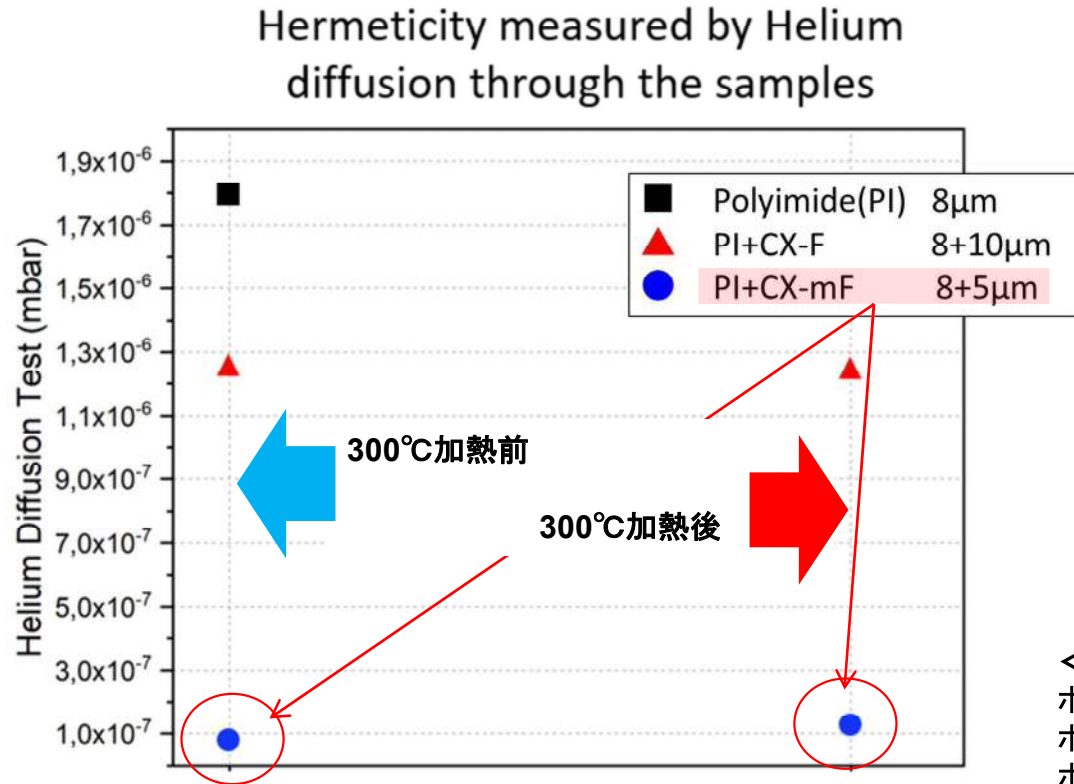 Hermeticity measured by Helium
diffusion through the samples
Helium Diffusion Test (mbar)
1,9x10⁻⁶
1,7x10⁻⁶
1,5x10⁻⁶
1,3x10⁻⁶
1,1x10⁻⁶
9,0x10⁻⁷
7,0x10⁻⁷
5,0x10⁻⁷
3,0x10⁻⁷
1,0x10⁻⁷
Polyimide(PI) 8μm
PI+CX-F 8+10μm
PI+CX-mF 8+5μm
300℃加熱前
300℃加熱後
<